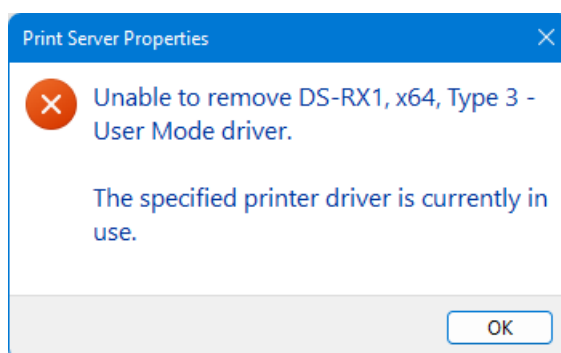 Print Server Properties
Unable to remove DS-RX1, x64, Type 3 -
User Mode driver.
The specified printer driver is currently in
use.
OK